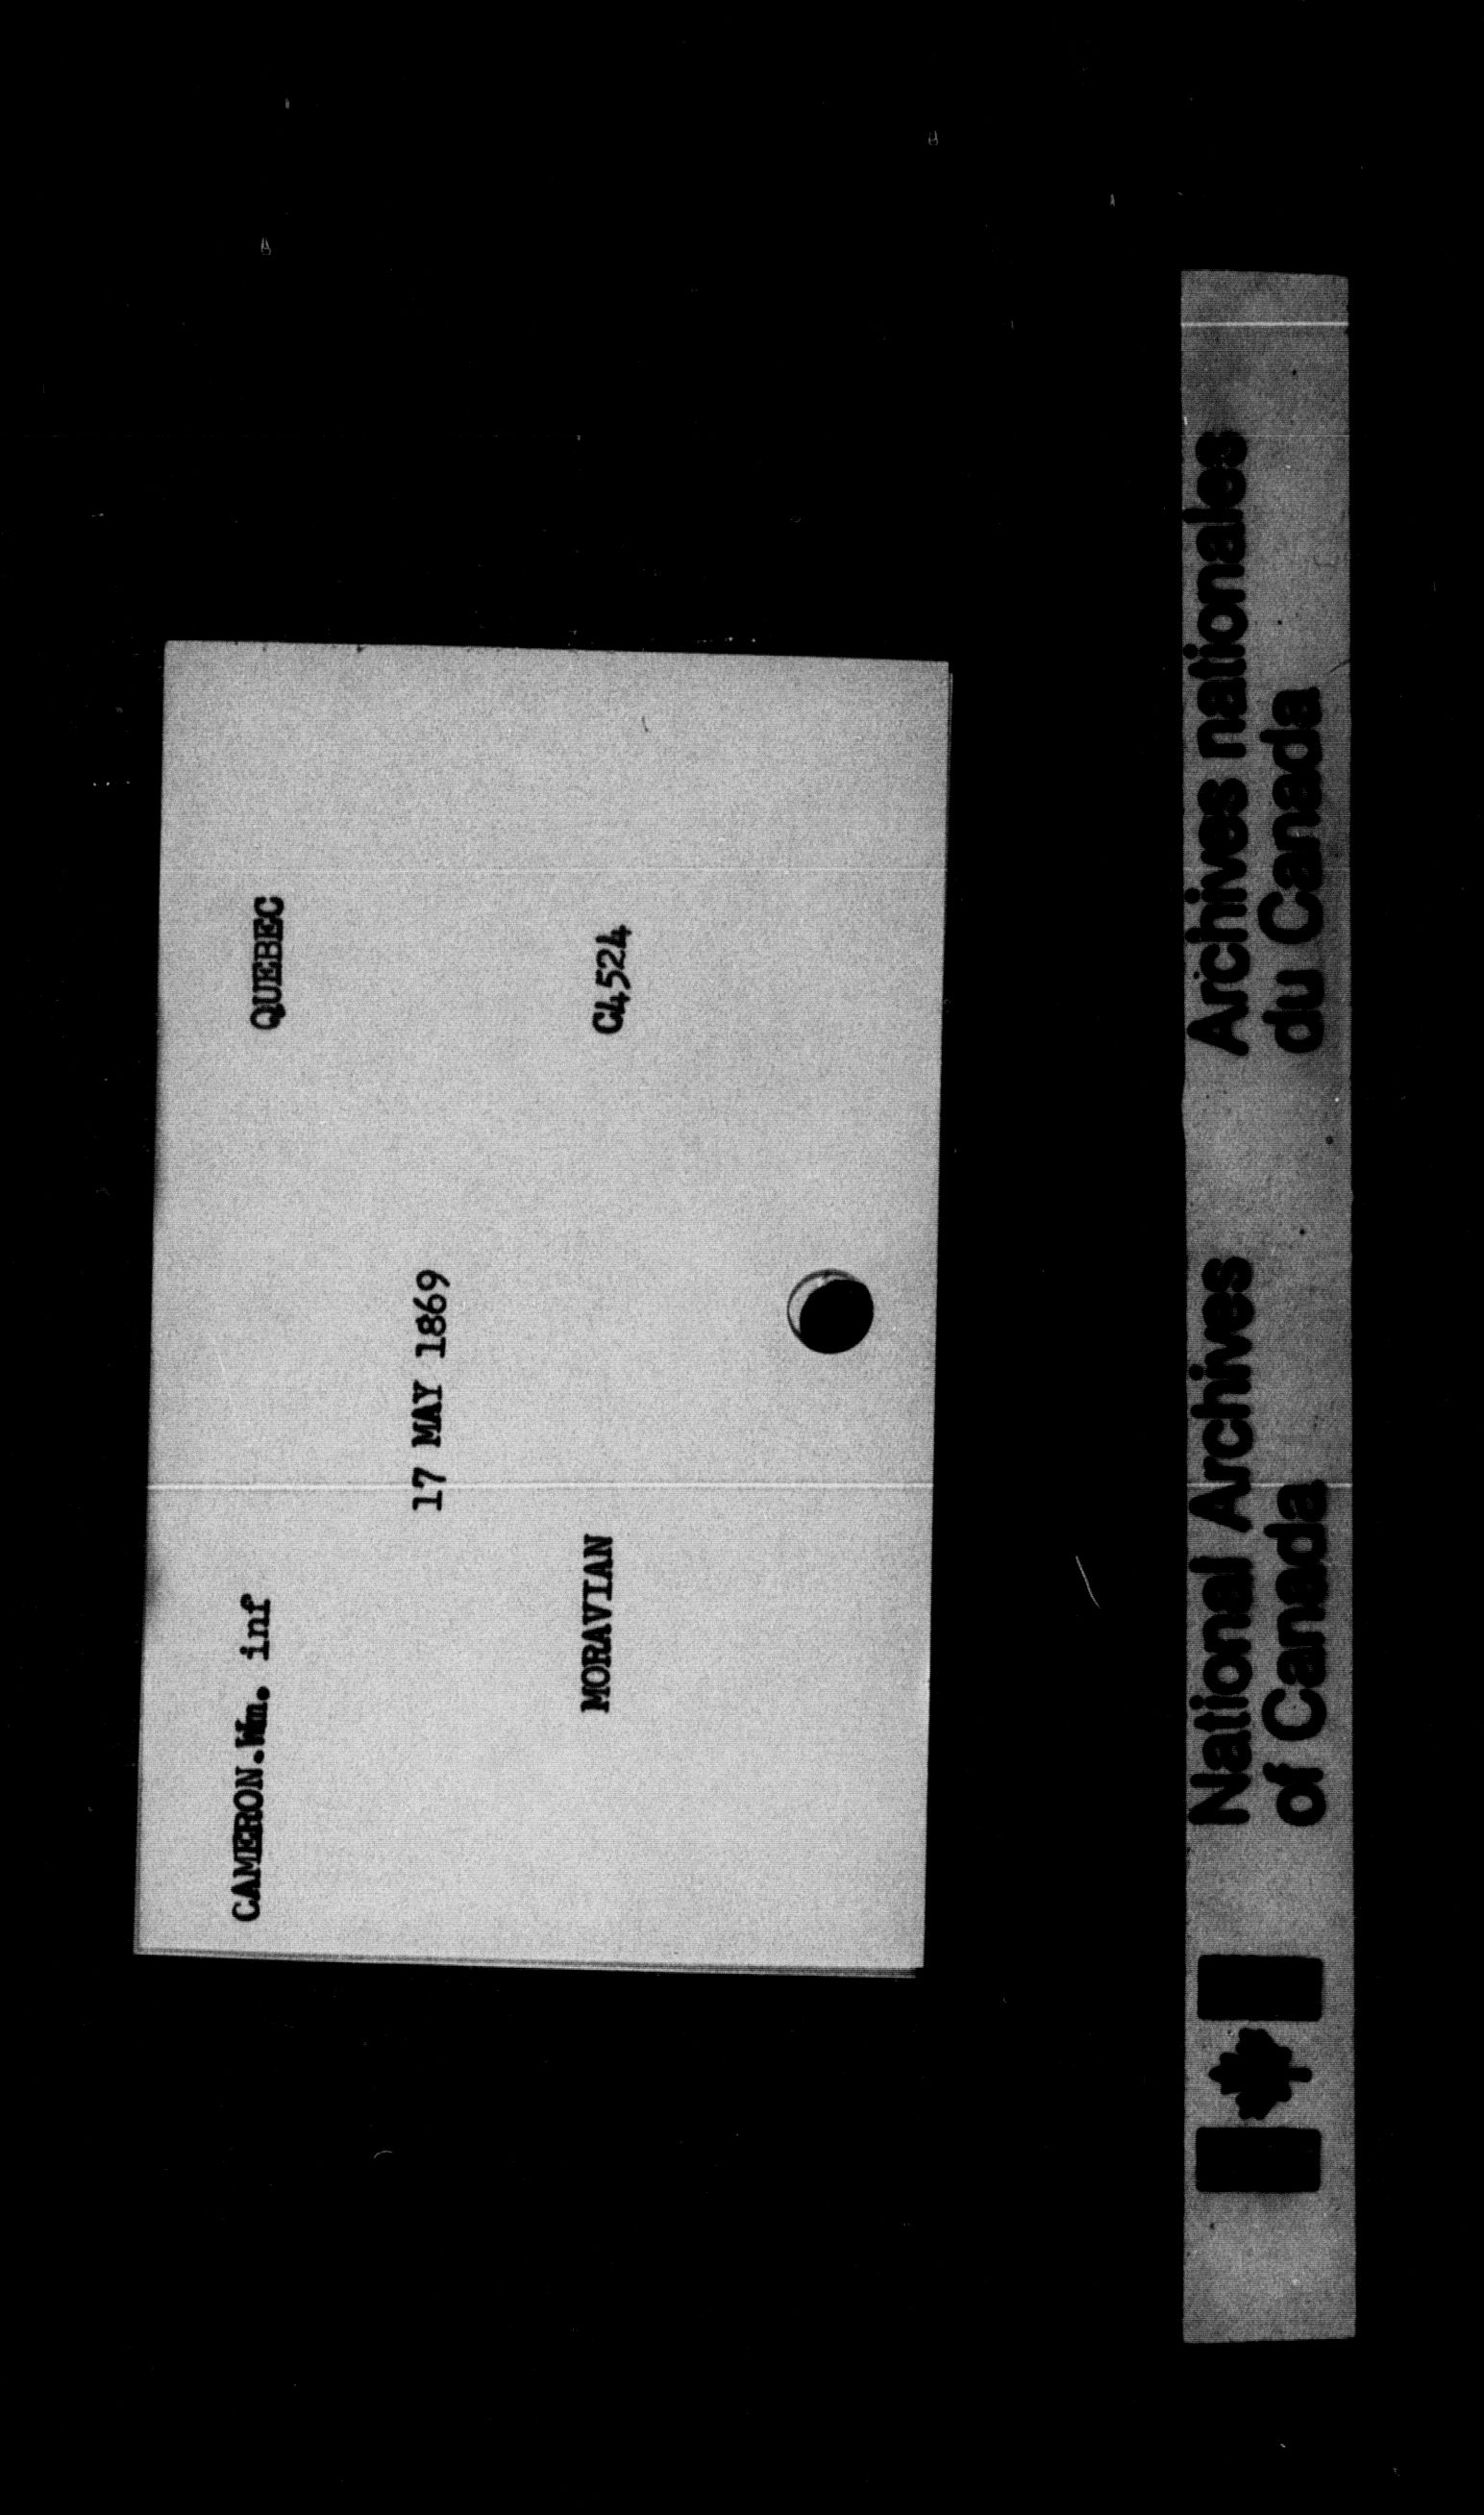 CAMERON.Wm. inf QUEBEC
17 MAY 1869
MORAVIAN C4524
National Archives
of Canada
Archives nationales
du Canada